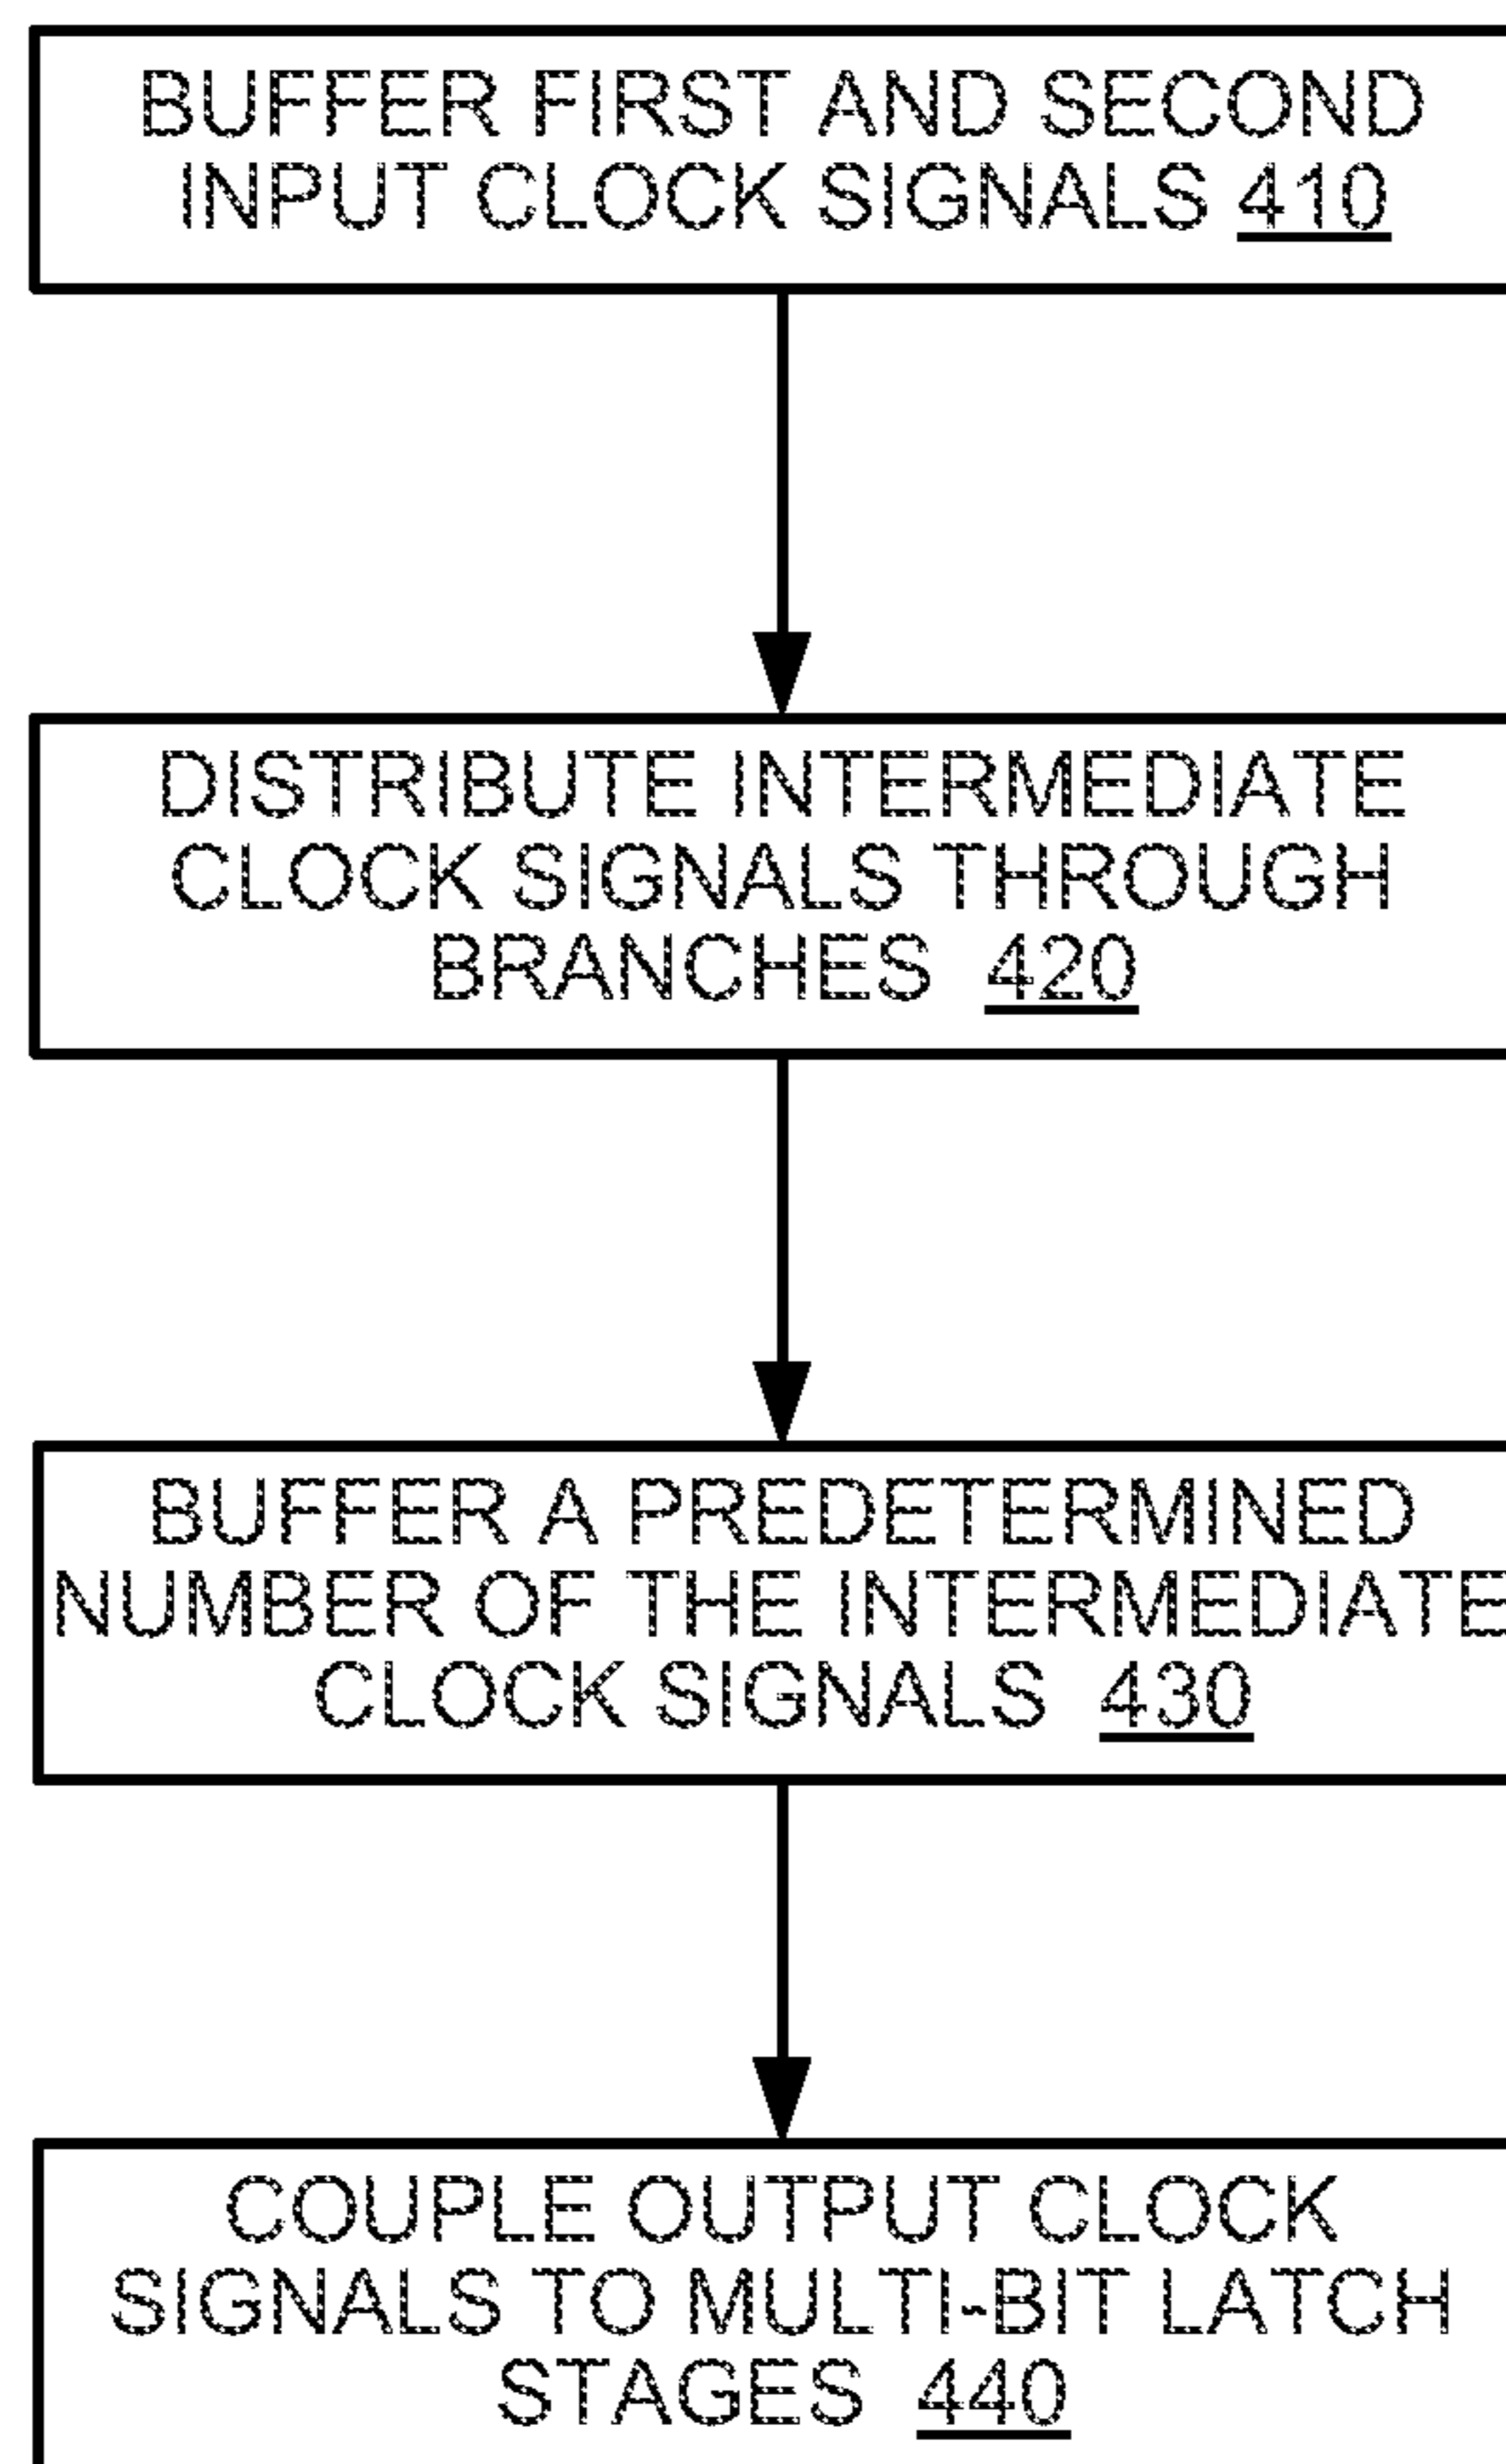 BUFFER FIRST AND SECOND
INPUT CLOCK SIGNALS 410
DISTRIBUTE INTERMEDIATE
CLOCK SIGNALS THROUGH
BRANCHES 420
BUFFER A PREDETERMINED
NUMBER OF THE INTERMEDIATE
CLOCK SIGNALS 430
COUPLE OUTPUT CLOCK
SIGNALS TO MULTI-BIT LATCH
STAGES 440